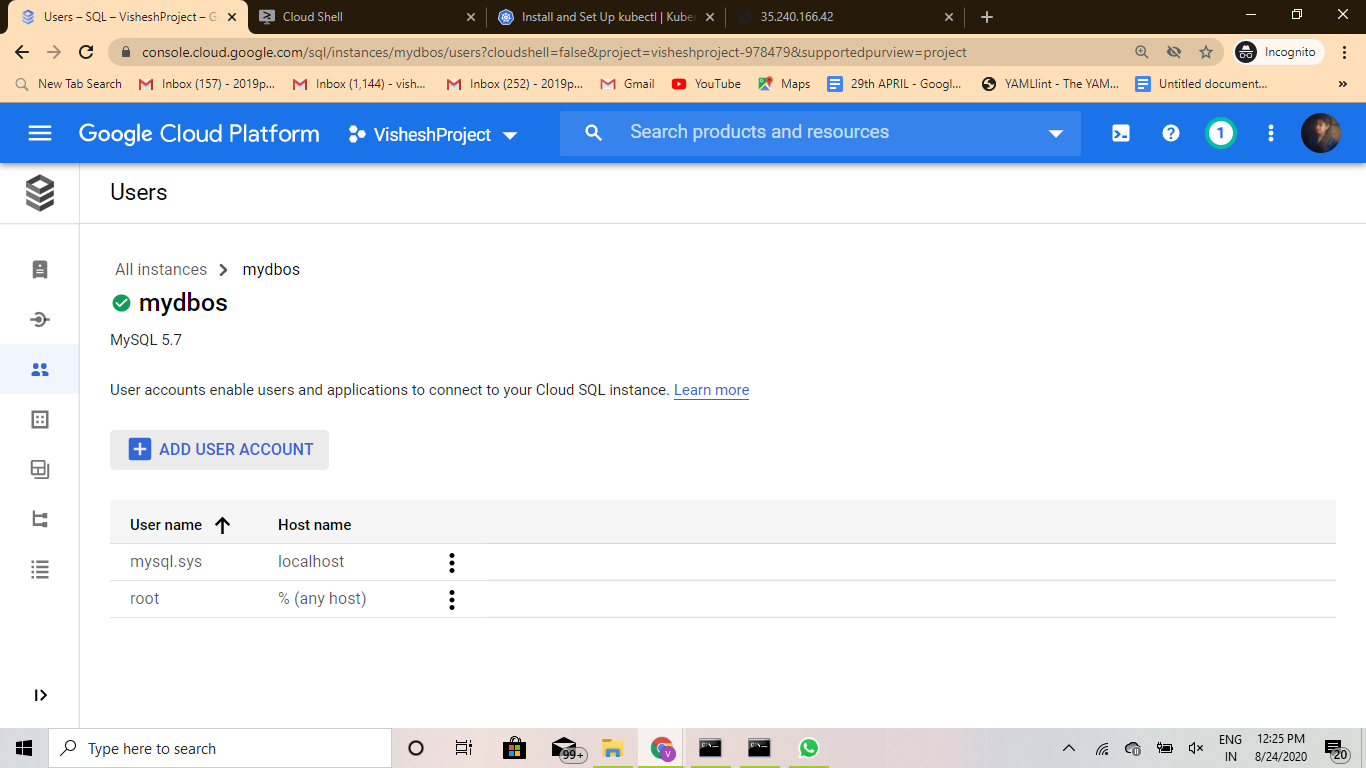 Users – SQL – VisheshProject – G
Cloud Shell
Install and Set Up kubectl | Kuber
35.240.166.42
console.cloud.google.com/sql/instances/mydbos/users?cloudshell=false&project=visheshproject-978479&supportedpurview=project
Incognito
New Tab Search
Inbox (157) - 2019p...
Inbox (1,144) - vish...
Inbox (252) - 2019p...
Gmail
YouTube
Maps
29th APRIL - Googl...
YAMLlint - The YAM...
Untitled document...
Google Cloud Platform
VisheshProject
Search products and resources
1
Users
All instances
mydbos
mydbos
MySQL 5.7
User accounts enable users and applications to connect to your Cloud SQL instance. Learn more
ADD USER ACCOUNT
User name
Host name
mysql.sys
localhost
root
% (any host)
Type here to search
99+
V
ENG
IN
12:25 PM
8/24/2020
20